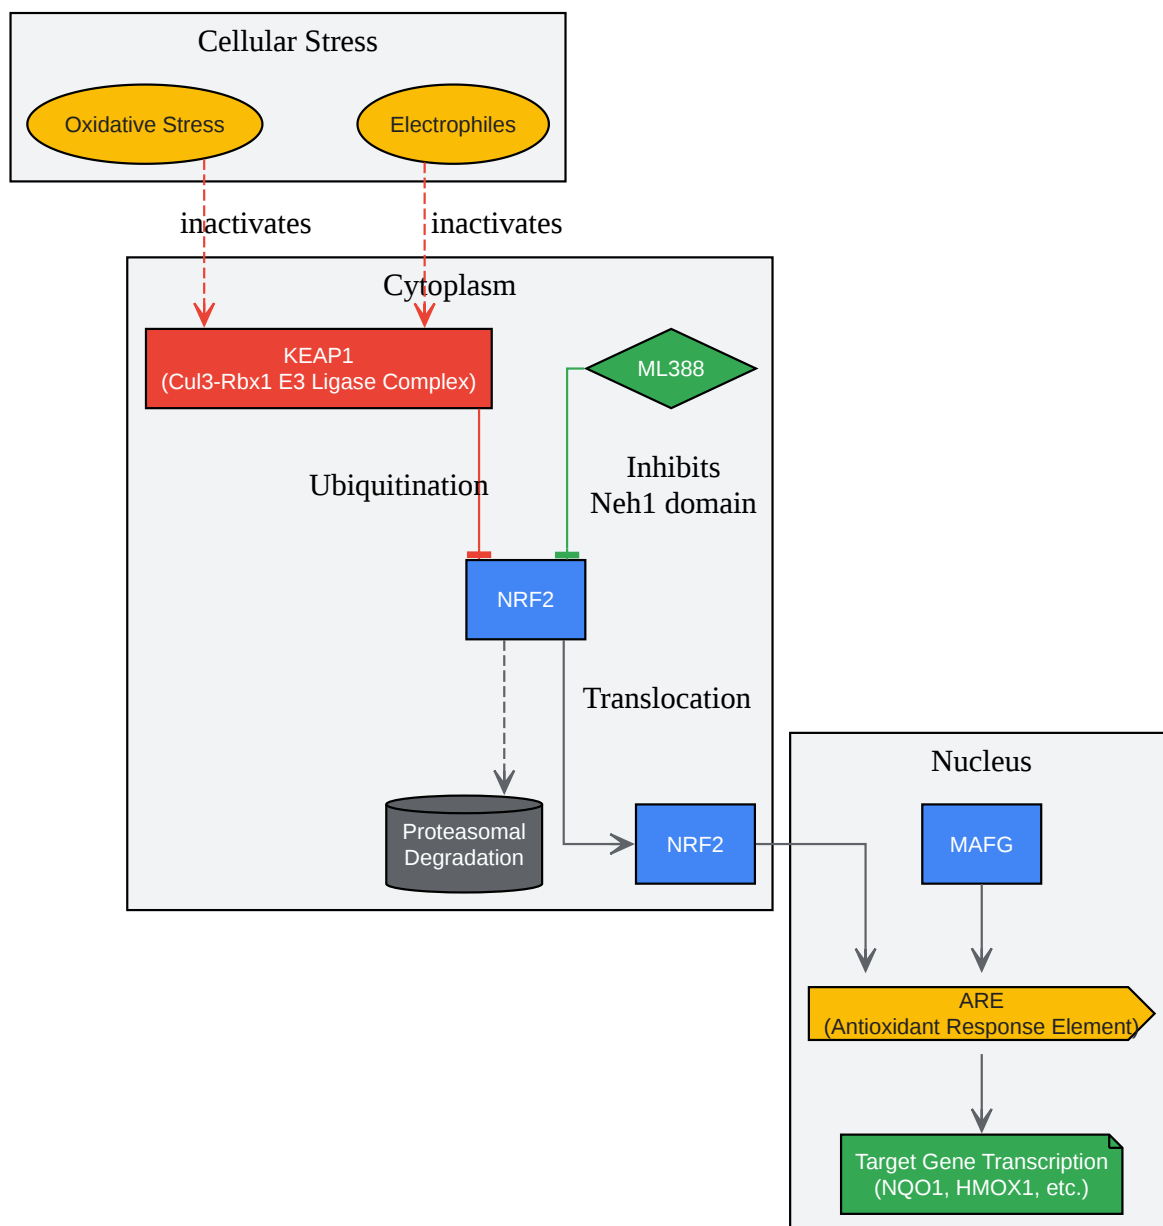 Cellular Stress
Oxidative Stress
Electrophiles
inactivates
inactivates
Cytoplasm
KEAP1
(Cul3-Rbx1 E3 Ligase Complex)
ML388
Ubiquitination
Inhibits
Neh1 domain
NRF2
Translocation
Nucleus
Proteasomal
Degradation
NRF2
MAFG
ARE
(Antioxidant Response Element)
Target Gene Transcription
(NQO1, HMOX1, etc.)